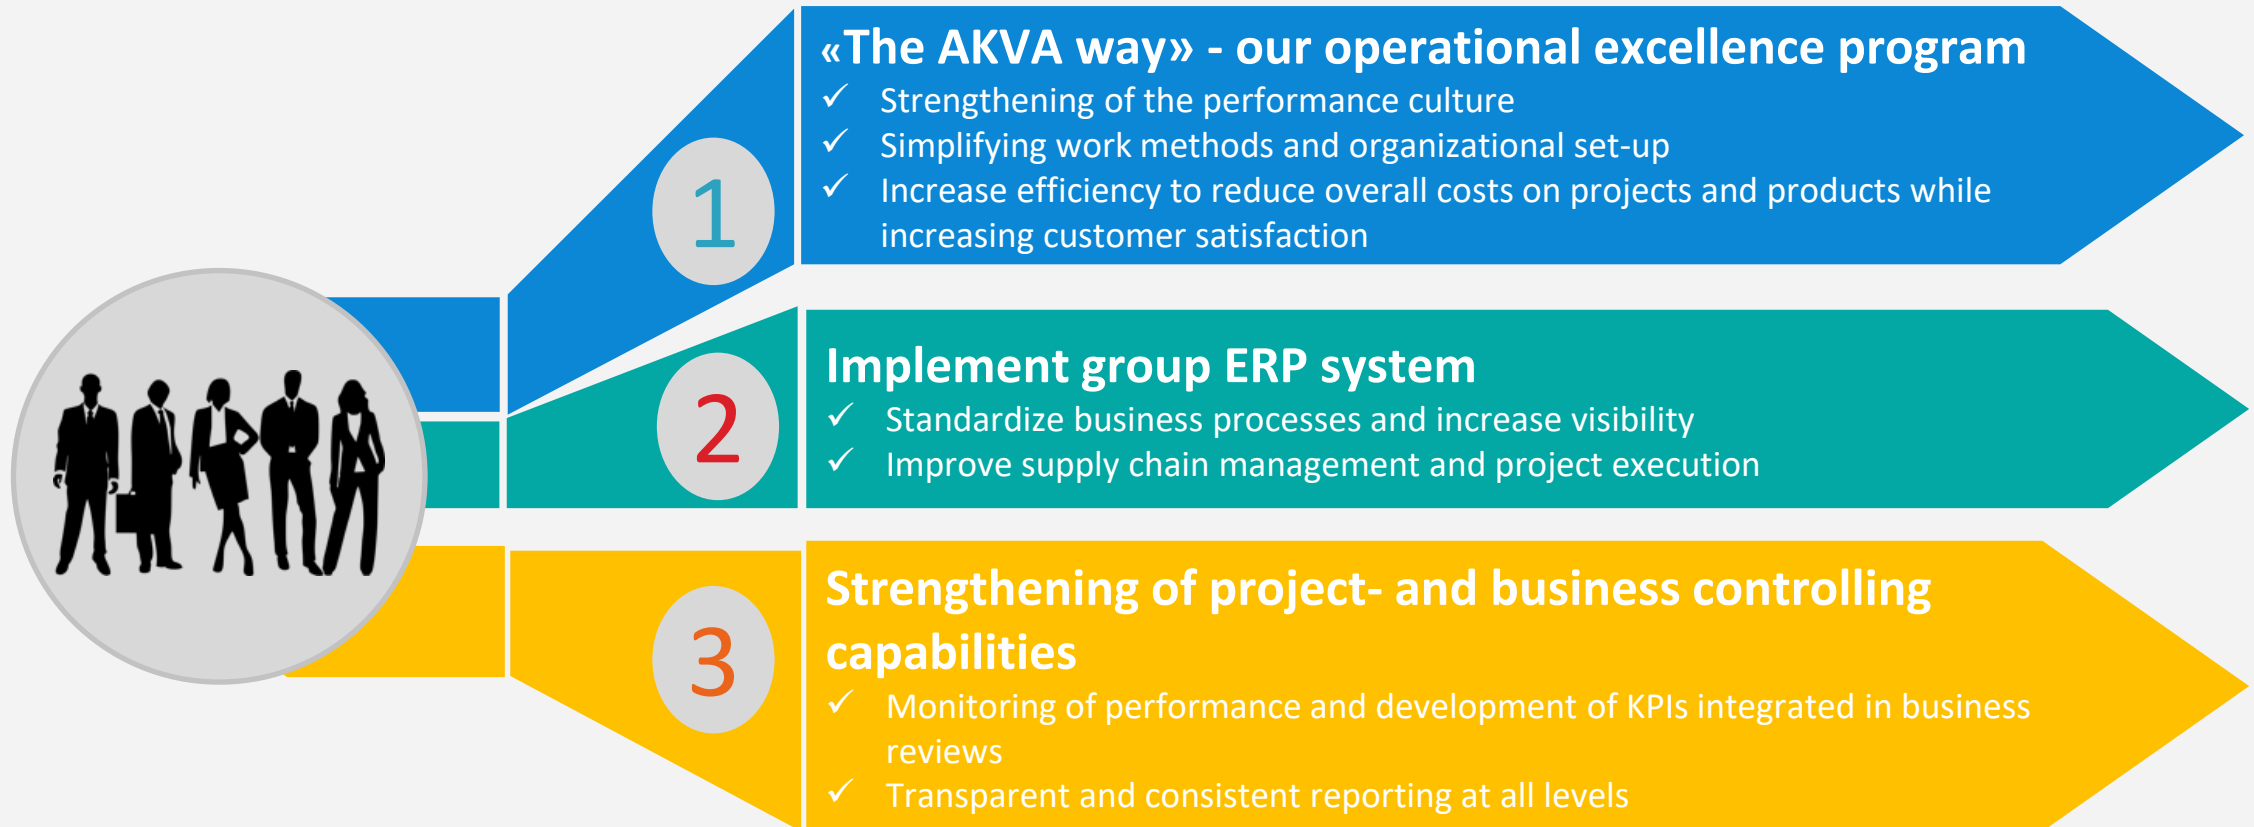 1
«The AKVA way» - our operational excellence program
✓ Strengthening of the performance culture
✓ Simplifying work methods and organizational set-up
✓ Increase efficiency to reduce overall costs on projects and products while
increasing customer satisfaction
2
Implement group ERP system
✓ Standardize business processes and increase visibility
✓ Improve supply chain management and project execution
3
Strengthening of project- and business controlling
capabilities
✓ Monitoring of performance and development of KPIs integrated in business
reviews
✓ Transparent and consistent reporting at all levels